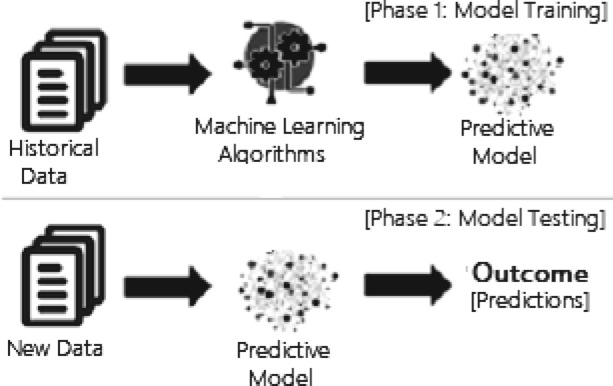 [Phase 1: Model Training]
Historical
Data
Machine Learning
Algorithms
Predictive
Model
[Phase 2: Model Testing]
New Data
Predictive
Model
Outcome
[Predictions]